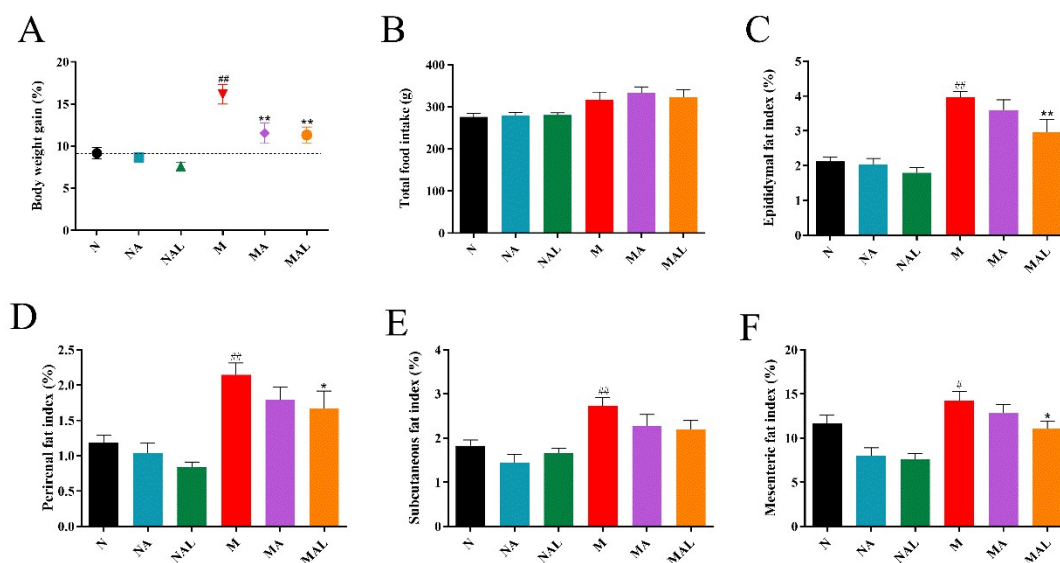 A
Body weight gain (%)
20
15
10
5
0
##
**
**
N NA NAL M MA MAL
B
Total food intake (g)
400
300
200
100
0
N NA NAL M MA MAL
C
Epididymal fat index (%)
5
4
3
2
1
0
##
**
N NA NAL M MA MAL
D
Perirenal fat index (%)
2.5
2.0
1.5
1.0
0.5
0.0
##
*
N NA NAL M MA MAL
E
Subcutaneous fat index (%)
4
3
2
1
0
##
N NA NAL M MA MAL
F
Mesenteric fat index (%)
20
15
10
5
0
#
*
N NA NAL M MA MAL